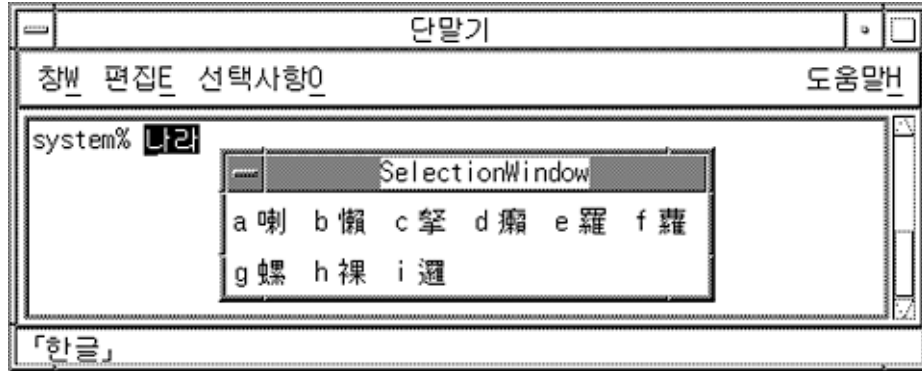 단말기
창W 편집E 선택사항O 도움말H
system% 나라
SelectionWindow
a 喇 b 懶 c 拏 d 癩 e 羅 f 蘿
g 螺 h 裸 i 邏
「한글」